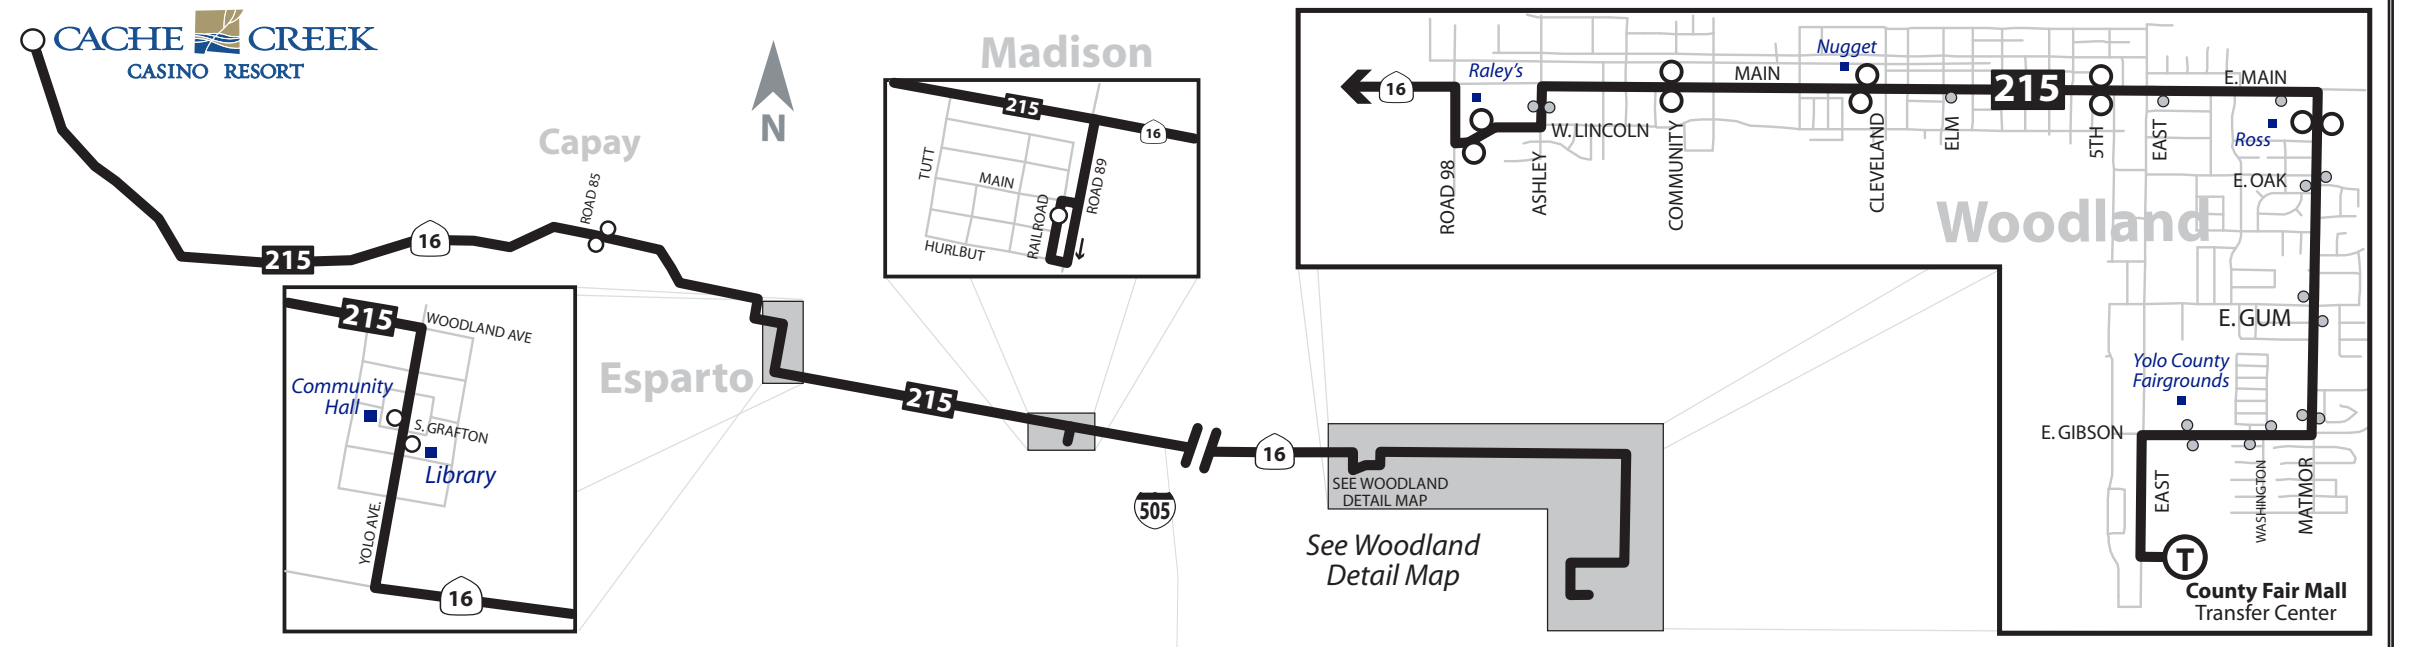 CACHE CREEK
CASINO RESORT
N
Capay
ROAD 85
215
16
Esparto
215
215
WOODLAND AVE
Community
Hall
S. GRAFTON
Library
YOLO AVE.
16
Madison
215
16
TUTT
MAIN
ROAD 89
RAILROAD
HURLBUT
505
16
SEE WOODLAND
DETAIL MAP
See Woodland
Detail Map
16
Raley's
Nugget
MAIN
215
E. MAIN
W. LINCOLN
ROAD 98
ASHLEY
COMMUNITY
CLEVELAND
ELM
5TH
EAST
Ross
E. OAK
Woodland
E. GUM
Yolo County
Fairgrounds
E. GIBSON
EAST
WASHINGTON
MATMOR
T
County Fair Mall
Transfer Center